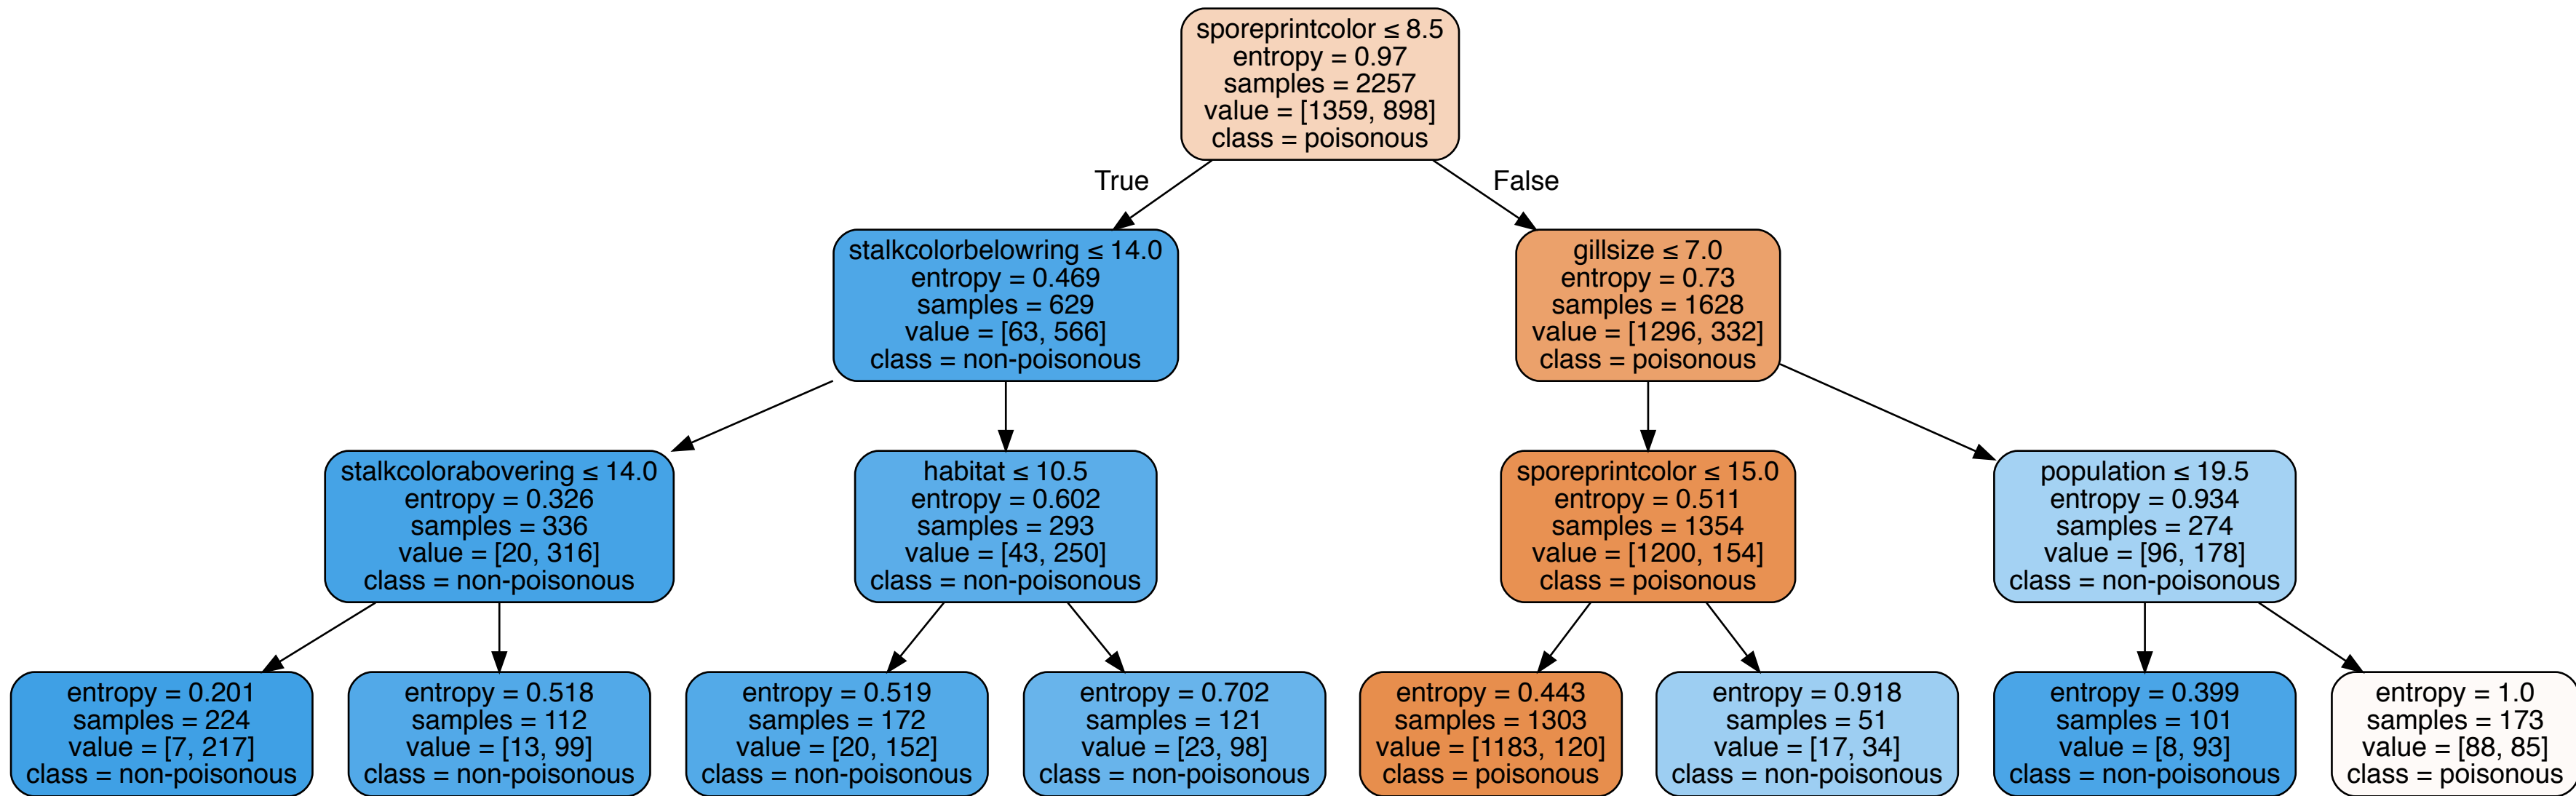 sporeprintcolor ≤ 8.5
entropy = 0.97
samples = 2257
value = [1359, 898]
class = poisonous
True
False
stalkcolorbelowring ≤ 14.0
entropy = 0.469
samples = 629
value = [63, 566]
class = non-poisonous
gillsize ≤ 7.0
entropy = 0.73
samples = 1628
value = [1296, 332]
class = poisonous
stalkcolorabovering ≤ 14.0
entropy = 0.326
samples = 336
value = [20, 316]
class = non-poisonous
habitat ≤ 10.5
entropy = 0.602
samples = 293
value = [43, 250]
class = non-poisonous
sporeprintcolor ≤ 15.0
entropy = 0.511
samples = 1354
value = [1200, 154]
class = poisonous
population ≤ 19.5
entropy = 0.934
samples = 274
value = [96, 178]
class = non-poisonous
entropy = 0.201
samples = 224
value = [7, 217]
class = non-poisonous
entropy = 0.518
samples = 112
value = [13, 99]
class = non-poisonous
entropy = 0.519
samples = 172
value = [20, 152]
class = non-poisonous
entropy = 0.702
samples = 121
value = [23, 98]
class = non-poisonous
entropy = 0.443
samples = 1303
value = [1183, 120]
class = poisonous
entropy = 0.918
samples = 51
value = [17, 34]
class = non-poisonous
entropy = 0.399
samples = 101
value = [8, 93]
class = non-poisonous
entropy = 1.0
samples = 173
value = [88, 85]
class = poisonous